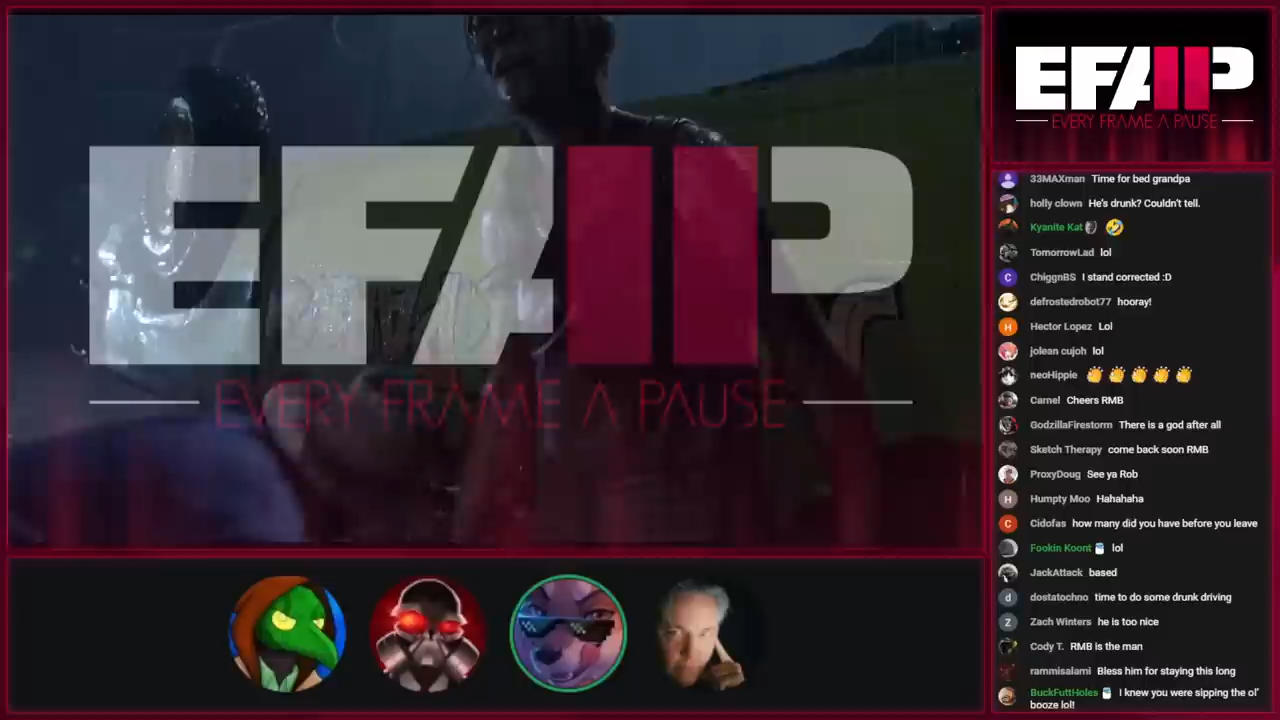 EFAP
EVERY FRAME A PAUSE
EFAP
EVERY FRAME A PAUSE
33MAXman Time for bed grandpa
holly clown He's drunk? Couldn't tell.
Kyanite Kat 🤣
TomorrowLad lol
C ChiggnBS I stand corrected :D
defrostedrobot77 hooray!
H Hector Lopez Lol
jolean cujoh lol
neoHippie 👏👏👏👏👏
Carnel Cheers RMB
GodzillaFirestorm There is a god after all
Sketch Therapy come back soon RMB
ProxyDoug See ya Rob
H Humpty Moo Hahahaha
C Cidofas how many did you have before you leave
Fookin Koont lol
JackAttack based
d dostatochno time to do some drunk driving
Z Zach Winters he is too nice
Cody T. RMB is the man
rammisalami Bless him for staying this long
BuckFuttHoles I knew you were sipping the ol'
booze lol!